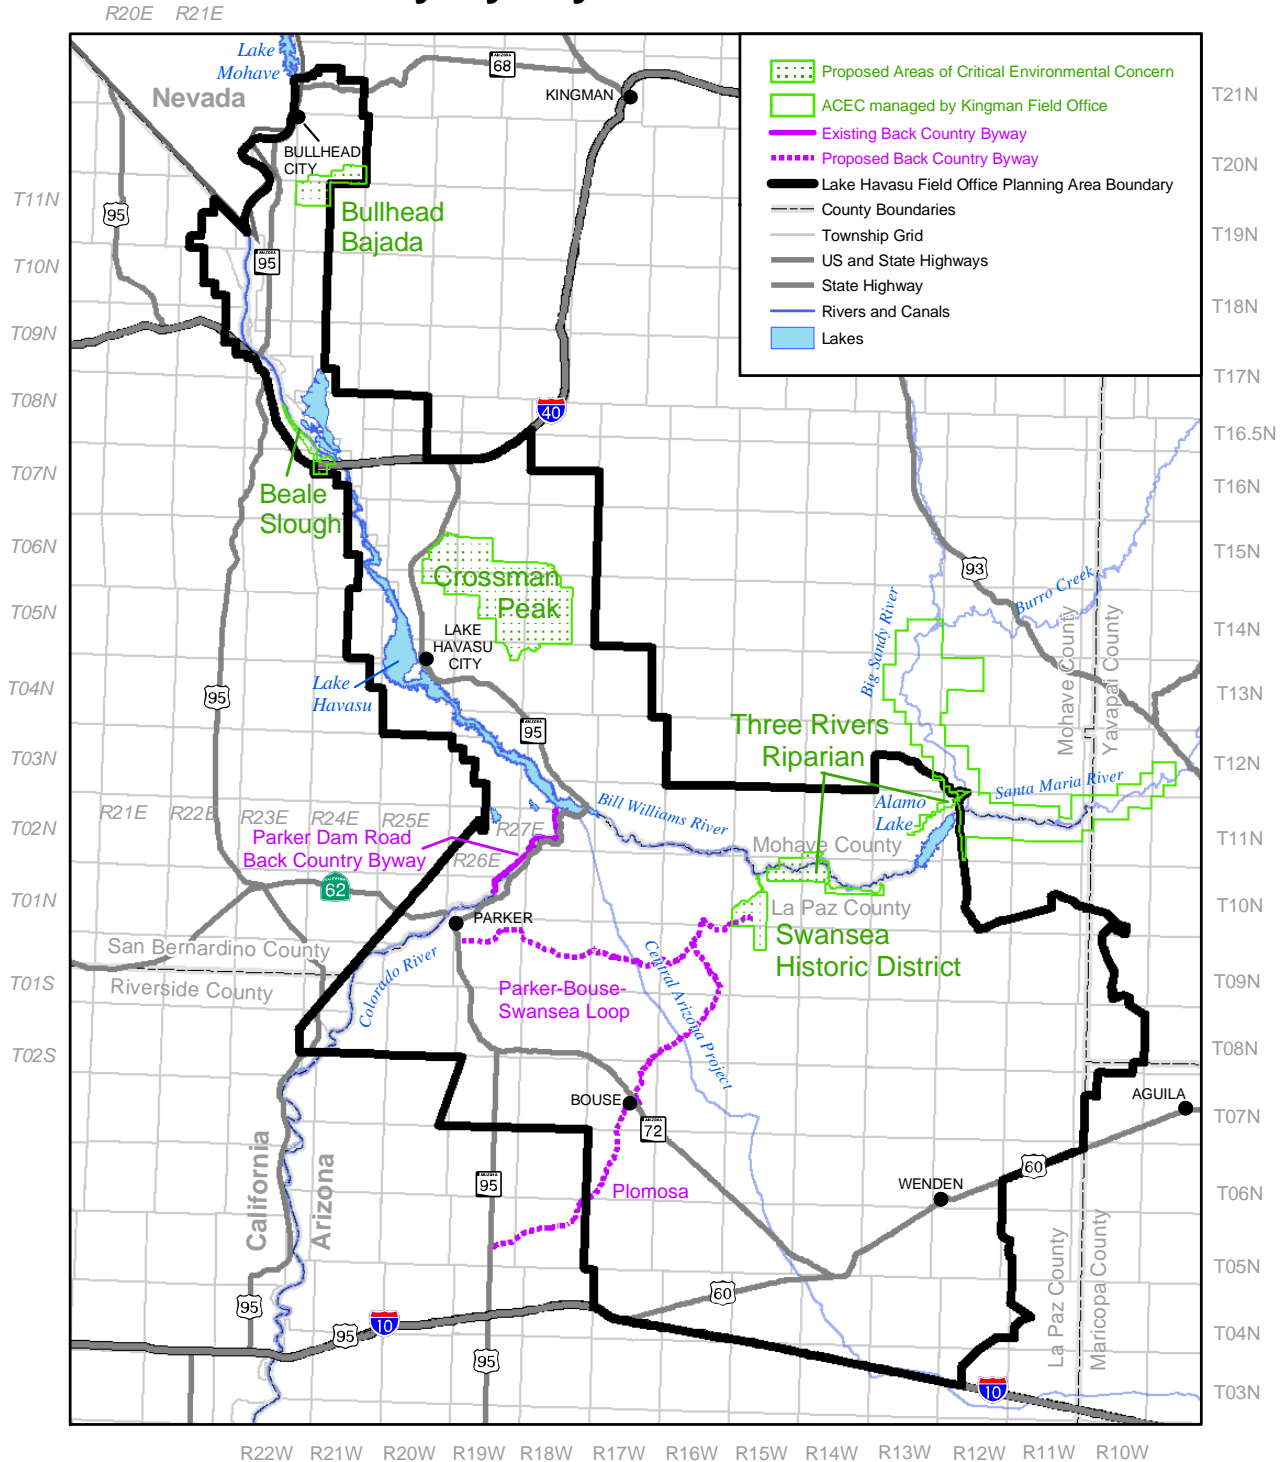 R20E R21E
Lake
Mohave
Nevada
ARIZONA
68
KINGMAN
BULLHEAD
CITY
Bullhead
Bajada
95
ARIZONA
95
Proposed Areas of Critical Environmental Concern
ACEC managed by Kingman Field Office
Existing Back Country Byway
Proposed Back Country Byway
Lake Havasu Field Office Planning Area Boundary
County Boundaries
Township Grid
US and State Highways
State Highway
Rivers and Canals
Lakes
T11N
T10N
T09N
T08N
T07N
T06N
T05N
T04N
T03N
T02N
T01N
T01S
T02S
T21N
T20N
T19N
T18N
T17N
T16.5N
T16N
T15N
T14N
T13N
T12N
T11N
T10N
T09N
T08N
T07N
T06N
T05N
T04N
T03N
40
Beale
Slough
Crossman
Peak
LAKE
HAVASU
CITY
Lake
Havasu
95
ARIZONA
95
93
Burro Creek
Big Sandy River
Mohave County
Yavapai County
Three Rivers
Riparian
Santa Maria River
Alamo
Lake
Bill Williams River
Mohave County
La Paz County
R21E R22E R23E R24E R25E
R27E
R26E
Parker Dam Road
Back Country Byway
62
PARKER
San Bernardino County
Riverside County
Colorado River
Swansea
Historic District
Parker-Bouse-
Swansea Loop
Central Arizona Project
BOUSE
ARIZONA
72
AGUILA
California
Arizona
ARIZONA
95
Plomosa
WENDEN
60
60
La Paz County
Maricopa County
95
95
10
95
10
R22W R21W R20W R19W R18W R17W R16W R15W R14W R13W R12W R11W R10W